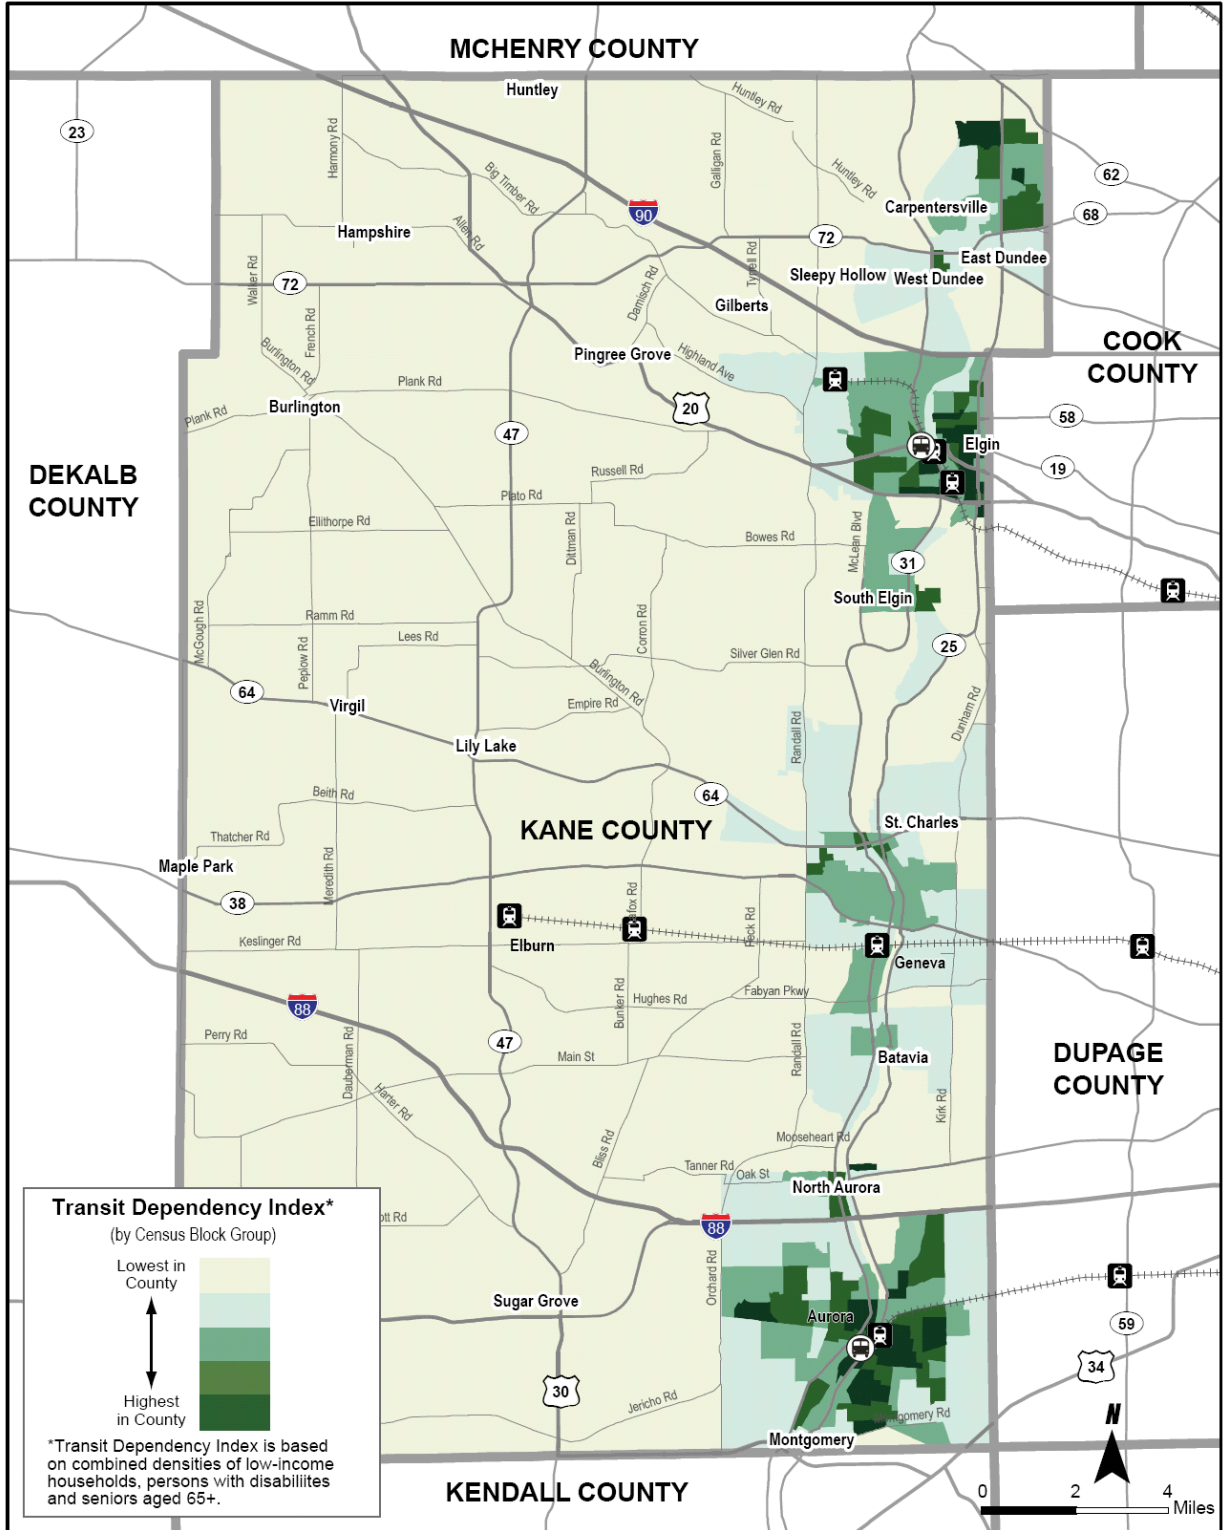 MCHENRY COUNTY
Huntley
Huntley Rd
23
Harmony Rd
Galligan Rd
Big Timber Rd
Huntley Rd
62
90
Carpentersville
68
Hampshire
Allen Rd
72
Tyrrell Rd
East Dundee
Walker Rd
72
Sleepy Hollow
West Dundee
Damisch Rd
Gilberts
French Rd
COOK
COUNTY
Burlington Rd
Pingree Grove
Highland Ave
Plank Rd
Burlington
20
Plank Rd
58
47
Elgin
DEKALB
COUNTY
Russell Rd
19
Plato Rd
Ellithorpe Rd
Dittman Rd
Bowes Rd
McLean Blvd
31
South Elgin
McGough Rd
Ramm Rd
Lees Rd
Corron Rd
25
Peplow Rd
Silver Glen Rd
Burlington Rd
64
Virgil
Empire Rd
Dunham Rd
Randall Rd
Lily Lake
Beith Rd
64
KANE COUNTY
St. Charles
Thatcher Rd
Maple Park
Meredith Rd
38
afox Rd
Peck Rd
Keslinger Rd
Elburn
Geneva
88
Bunker Rd
Hughes Rd
Fabyan Pkwy
Perry Rd
47
Dauberman Rd
Main St
Randall Rd
Batavia
DUPAGE
COUNTY
Harter Rd
Kirk Rd
Bliss Rd
Mooseheart Rd
Tanner Rd
Oak St
North Aurora
ott Rd
88
Orchard Rd
Sugar Grove
Aurora
59
34
30
Jericho Rd
Montgomery Rd
Montgomery
KENDALL COUNTY
Transit Dependency Index*
(by Census Block Group)
Lowest in
County
Highest
in County
*Transit Dependency Index is based
on combined densities of low-income
households, persons with disabiliites
and seniors aged 65+.
N
0 2 4
Miles